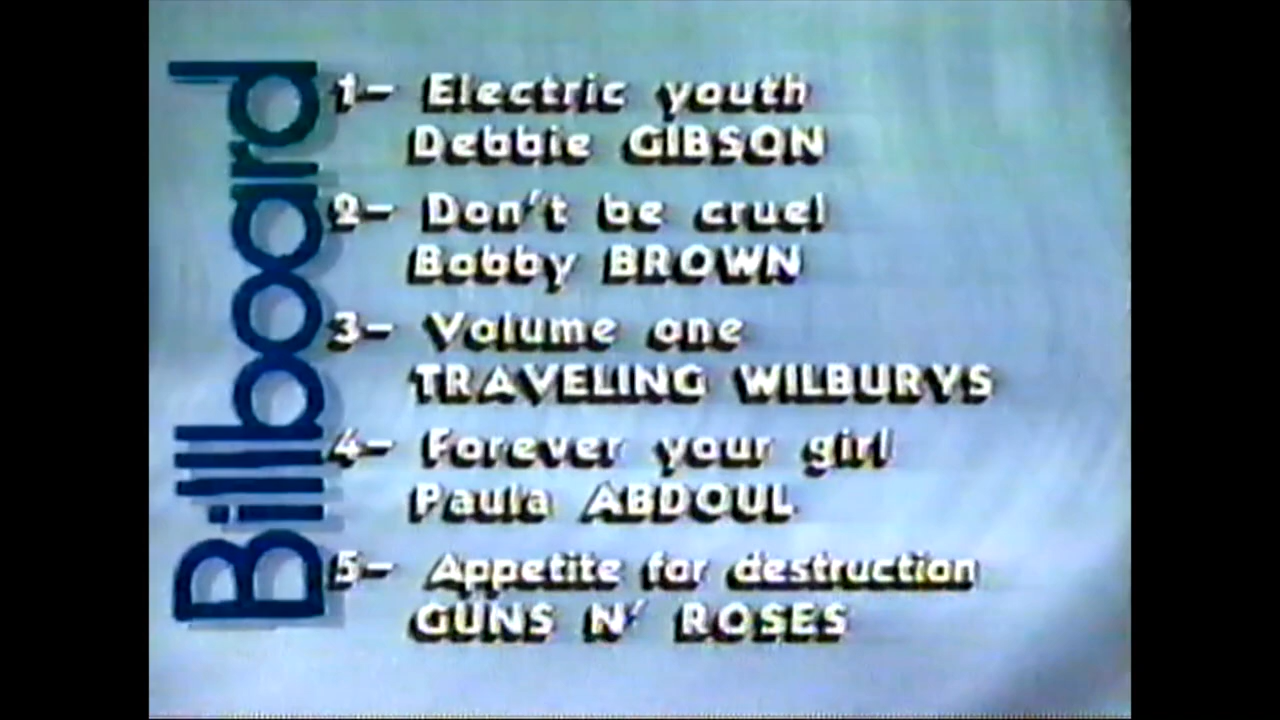 Billboard
1- Electric youth
Debbie GIBSON
2- Don't be cruel
Bobby BROWN
3- Volume one
TRAVELING WILBURYS
4- Forever your girl
Paula ABDOUL
5- Appetite for destruction
GUNS N' ROSES